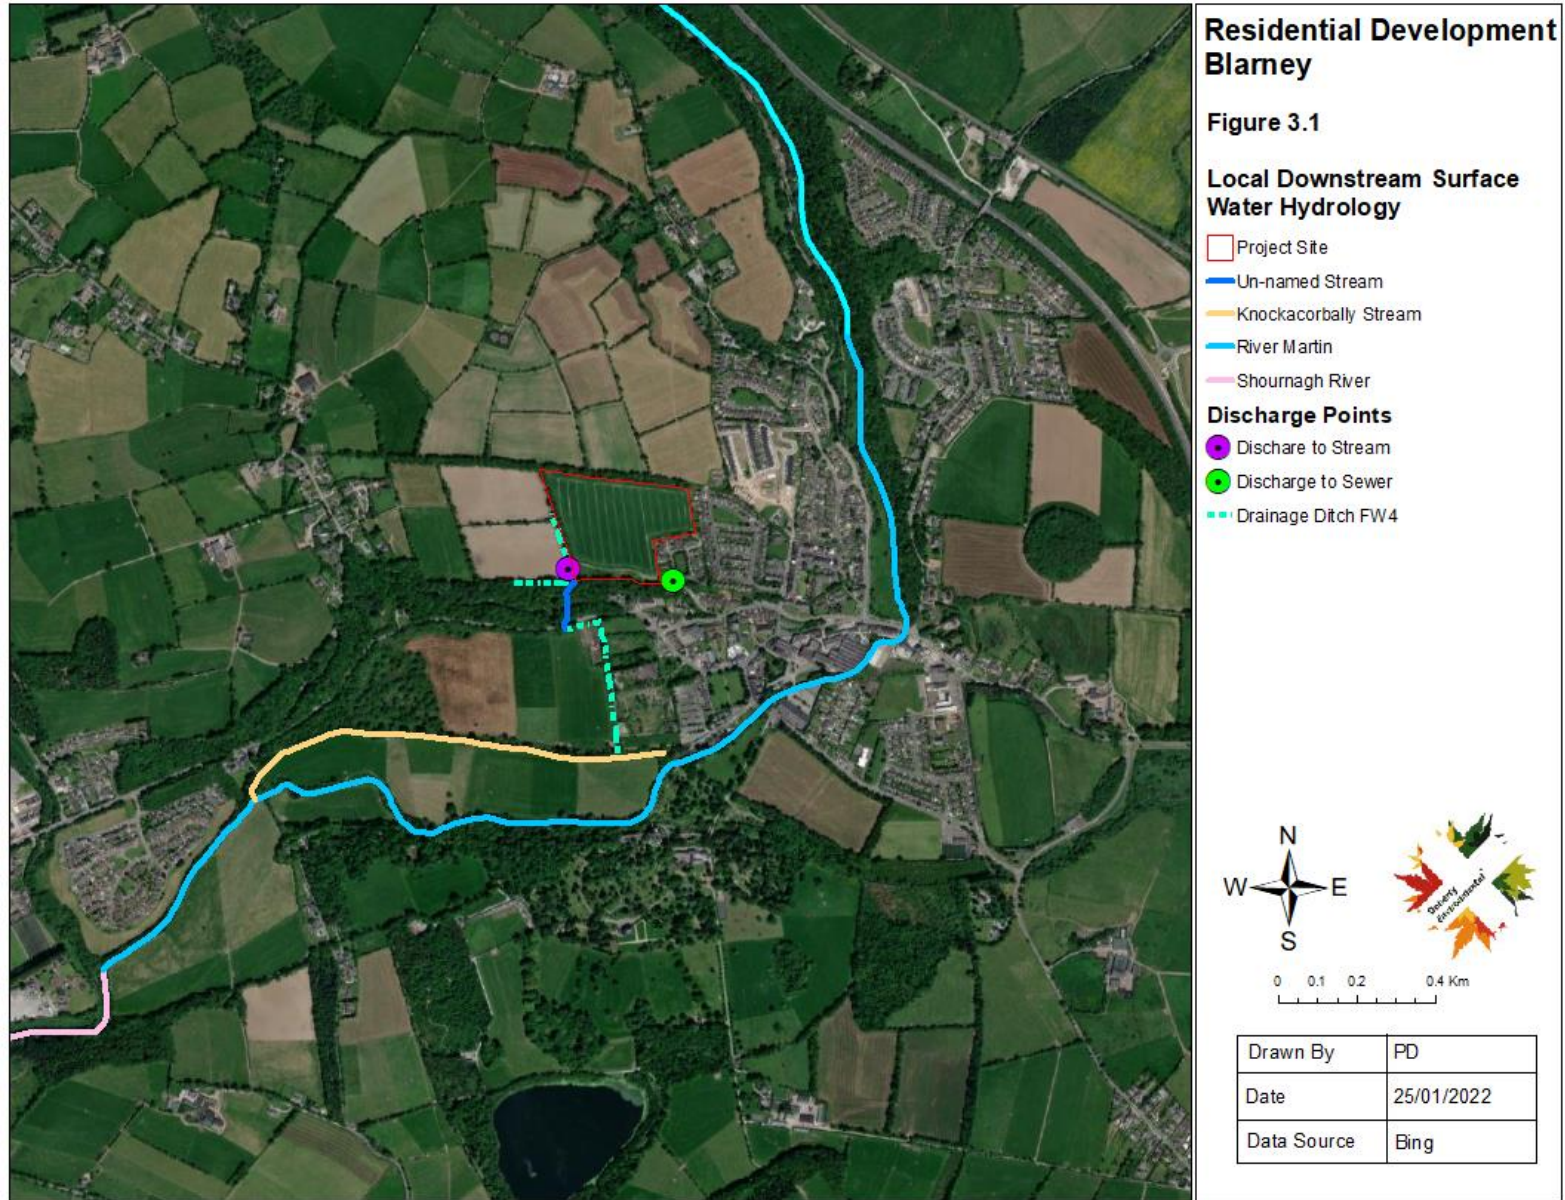 Residential Development
Blarney
Figure 3.1
Local Downstream Surface
Water Hydrology
Project Site
Un-named Stream
Knockacorbally Stream
River Martin
Shournagh River
Discharge Points
Dischare to Stream
Discharge to Sewer
Drainage Ditch FW4
N
W E
S
Doherty
Environmental
0 0.1 0.2 0.4 Km
Drawn By PD
Date 25/01/2022
Data Source Bing